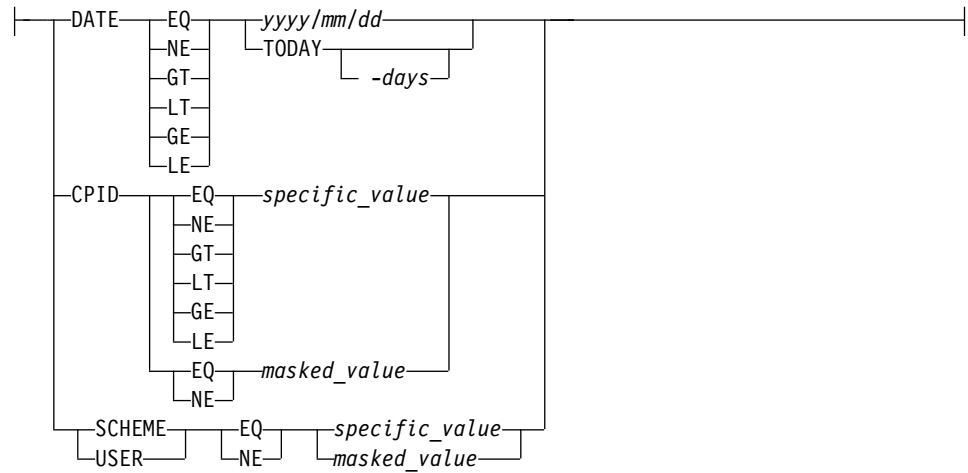 DATE EQ yyyy/mm/dd
NE TODAY
GT -days
LT
GE
LE
CPID EQ specific_value
NE
GT
LT
GE
LE
EQ masked_value
NE
SCHEME EQ specific_value
USER NE masked_value